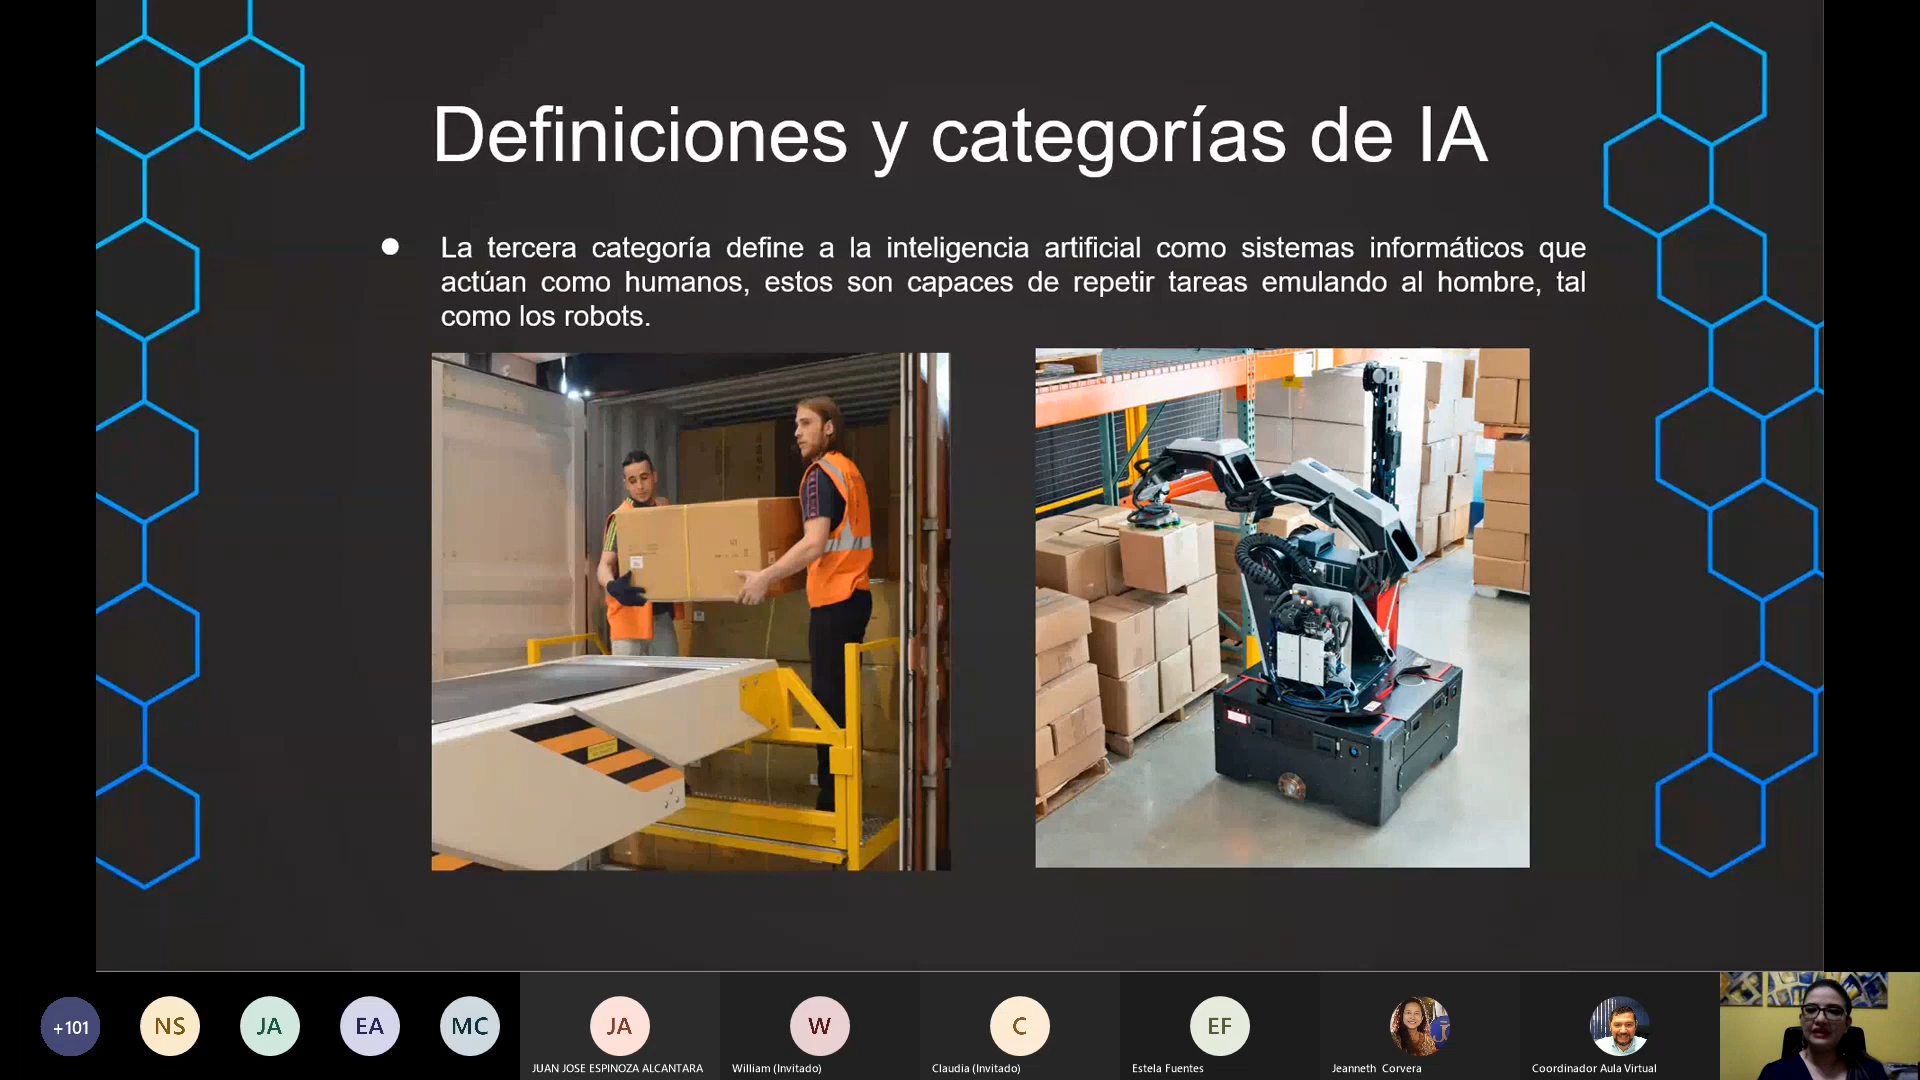 Definiciones y categorías de IA
● La tercera categoría define a la inteligencia artificial como sistemas informáticos que
actúan como humanos, estos son capaces de repetir tareas emulando al hombre, tal
como los robots.
+101
NS
JA
EA
MC
JA
W
C
EF
JUAN JOSE ESPINOZA ALCANTARA
William (Invitado)
Claudia (Invitado)
Estela Fuentes
Jeanneth Corvera
Coordinador Aula Virtual